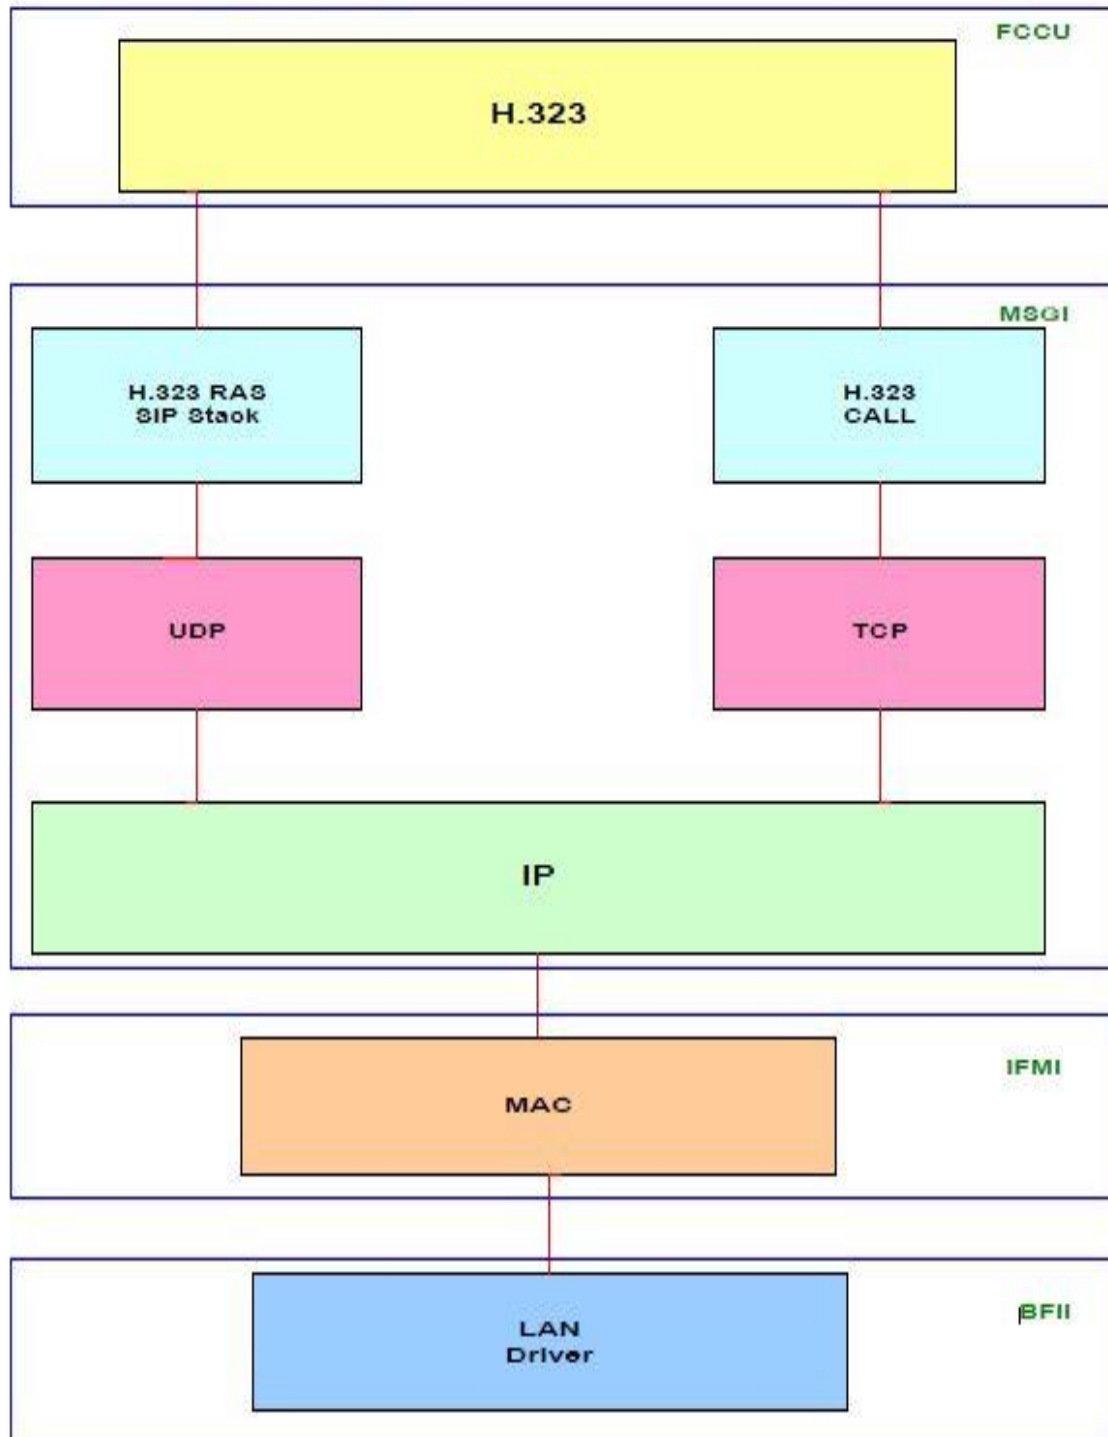 FCCU
H.323
MSGI
H.323 RAS
SIP Stack
H.323
CALL
UDP
TCP
IP
IFMI
MAC
BFII
LAN
Driver